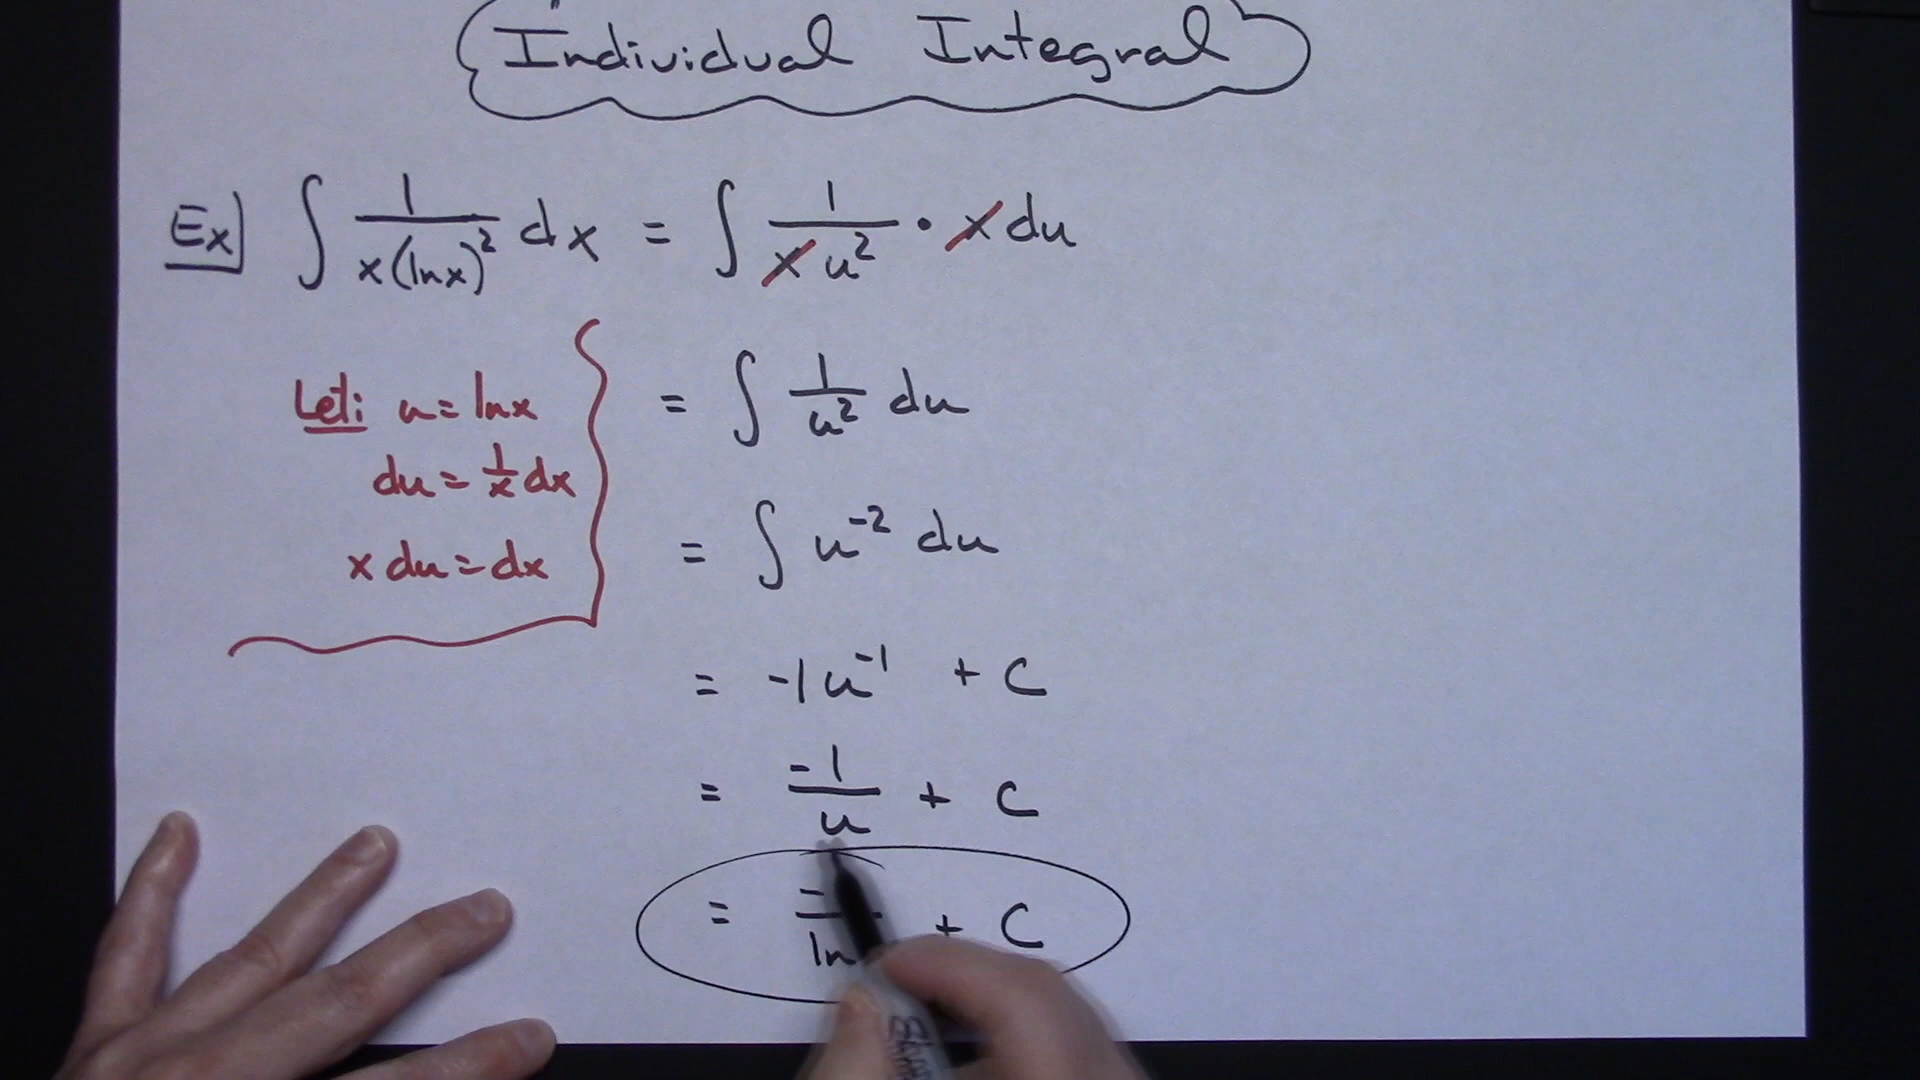 Individual Integral
Ex) ∫ 1/(x(lnx)²) dx = ∫ 1/(x u²) · x du
Let: u = lnx
du = 1/x dx
x du = dx
= ∫ 1/u² du
= ∫ u⁻² du
= -1u⁻¹ + C
= -1/u + C
= -/ln + C